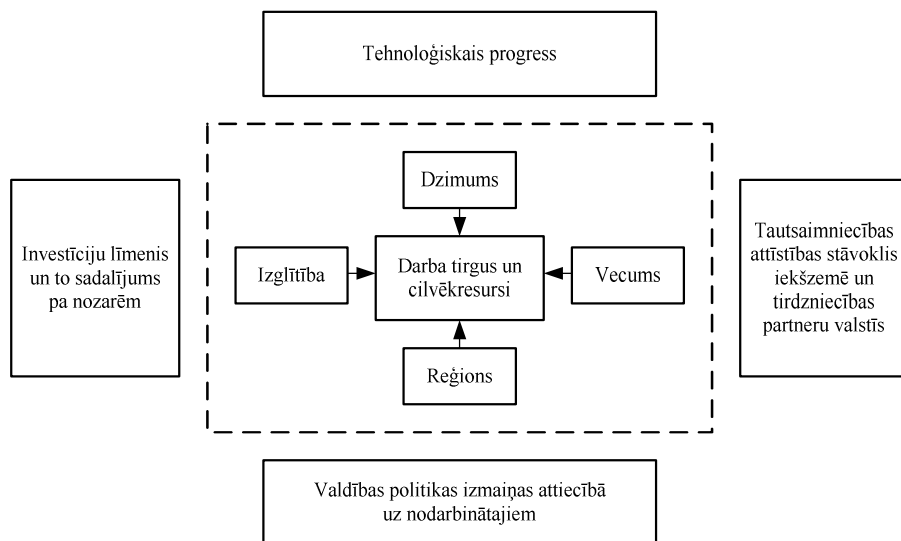 Tehnoloģiskais progress
Dzimums
Investīciju līmenis
un to sadalījums
pa nozarēm
Izglītība
Darba tirgus un
cilvēkresursi
Vecums
Tautsaimniecības
attīstības stāvoklis
iekšzemē un
tirdzniecības
partneru valstīs
Reģions
Valdības politikas izmaiņas attiecībā
uz nodarbinātajiem